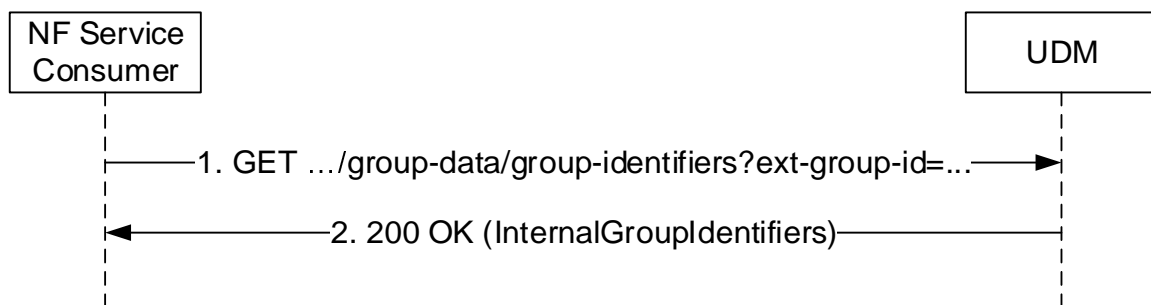 NF Service
Consumer
UDM
1. GET …/group-data/group-identifiers?ext-group-id=...
2. 200 OK (InternalGroupIdentifiers)